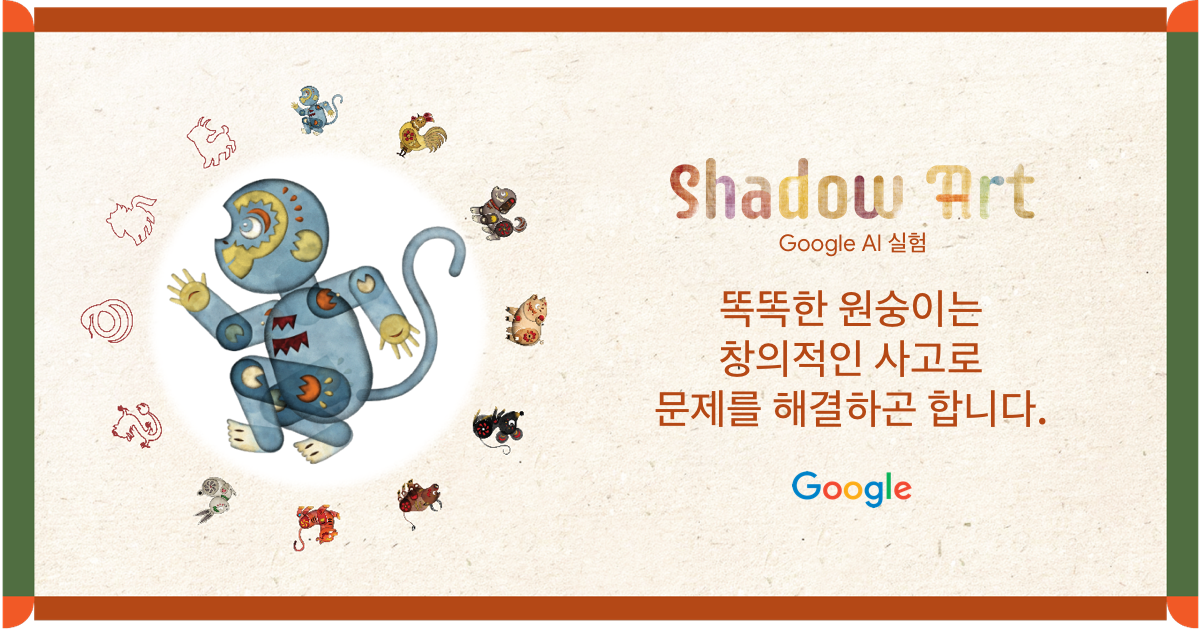 Shadow Art
Google AI 실험
똑똑한 원숭이는
창의적인 사고로
문제를 해결하곤 합니다.
Google